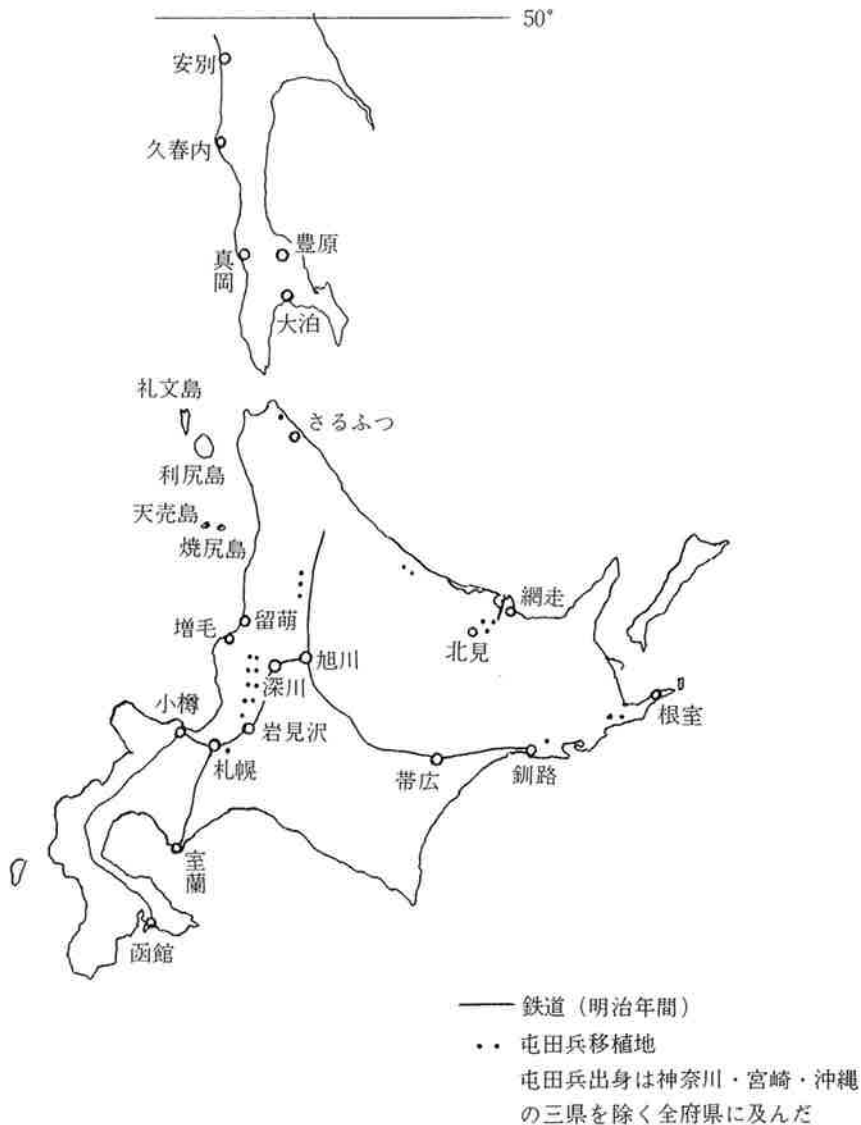 50°
安別
久春内
豊原
真岡
大泊
礼文島
さるふつ
利尻島
天売島
焼尻島
網走
増毛
留萌
北見
旭川
深川
小樽
根室
岩見沢
札幌
帯広
釧路
室蘭
函館
鉄道（明治年間）
屯田兵移植地
屯田兵出身は神奈川・宮崎・沖縄
の三県を除く全府県に及んだ